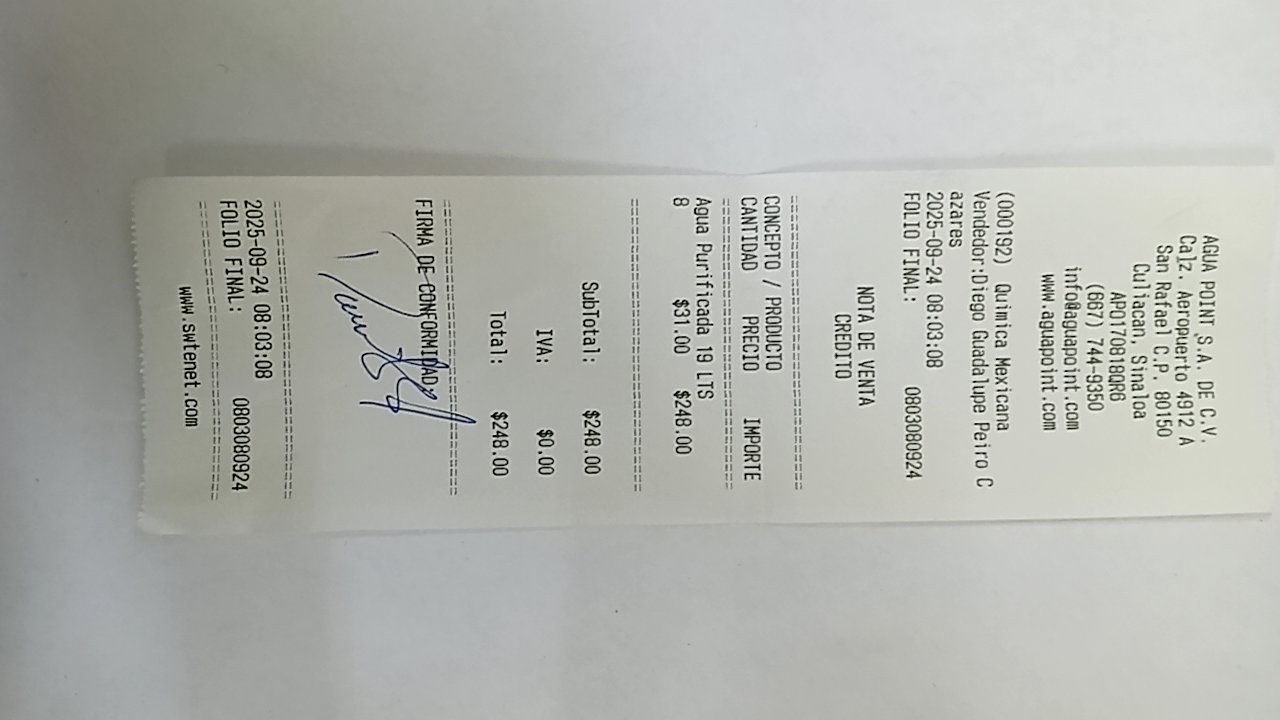 AGUA POINT S.A. DE C.V.
Calz. Aeropuerto 4912 A
San Rafael C.P. 80150
Culiacan, Sinaloa
APO170818QR6
(667) 744-9350
info@aguapoint.com
www.aguapoint.com
(000192) Quimica Mexicana
Vendedor:Diego Guadalupe Peiro C
azares
2025-09-24 08:03:08
FOLIO FINAL: 0803080924
NOTA DE VENTA
CREDITO
================================
CONCEPTO / PRODUCTO
CANTIDAD PRECIO IMPORTE
================================
Agua Purificada 19 LTS
8 $31.00 $248.00
================================
SubTotal: $248.00
IVA: $0.00
Total: $248.00
================================
FIRMA DE CONFORMIDAD:
================================
2025-09-24 08:03:08
FOLIO FINAL: 0803080924
================================
www.swtenet.com